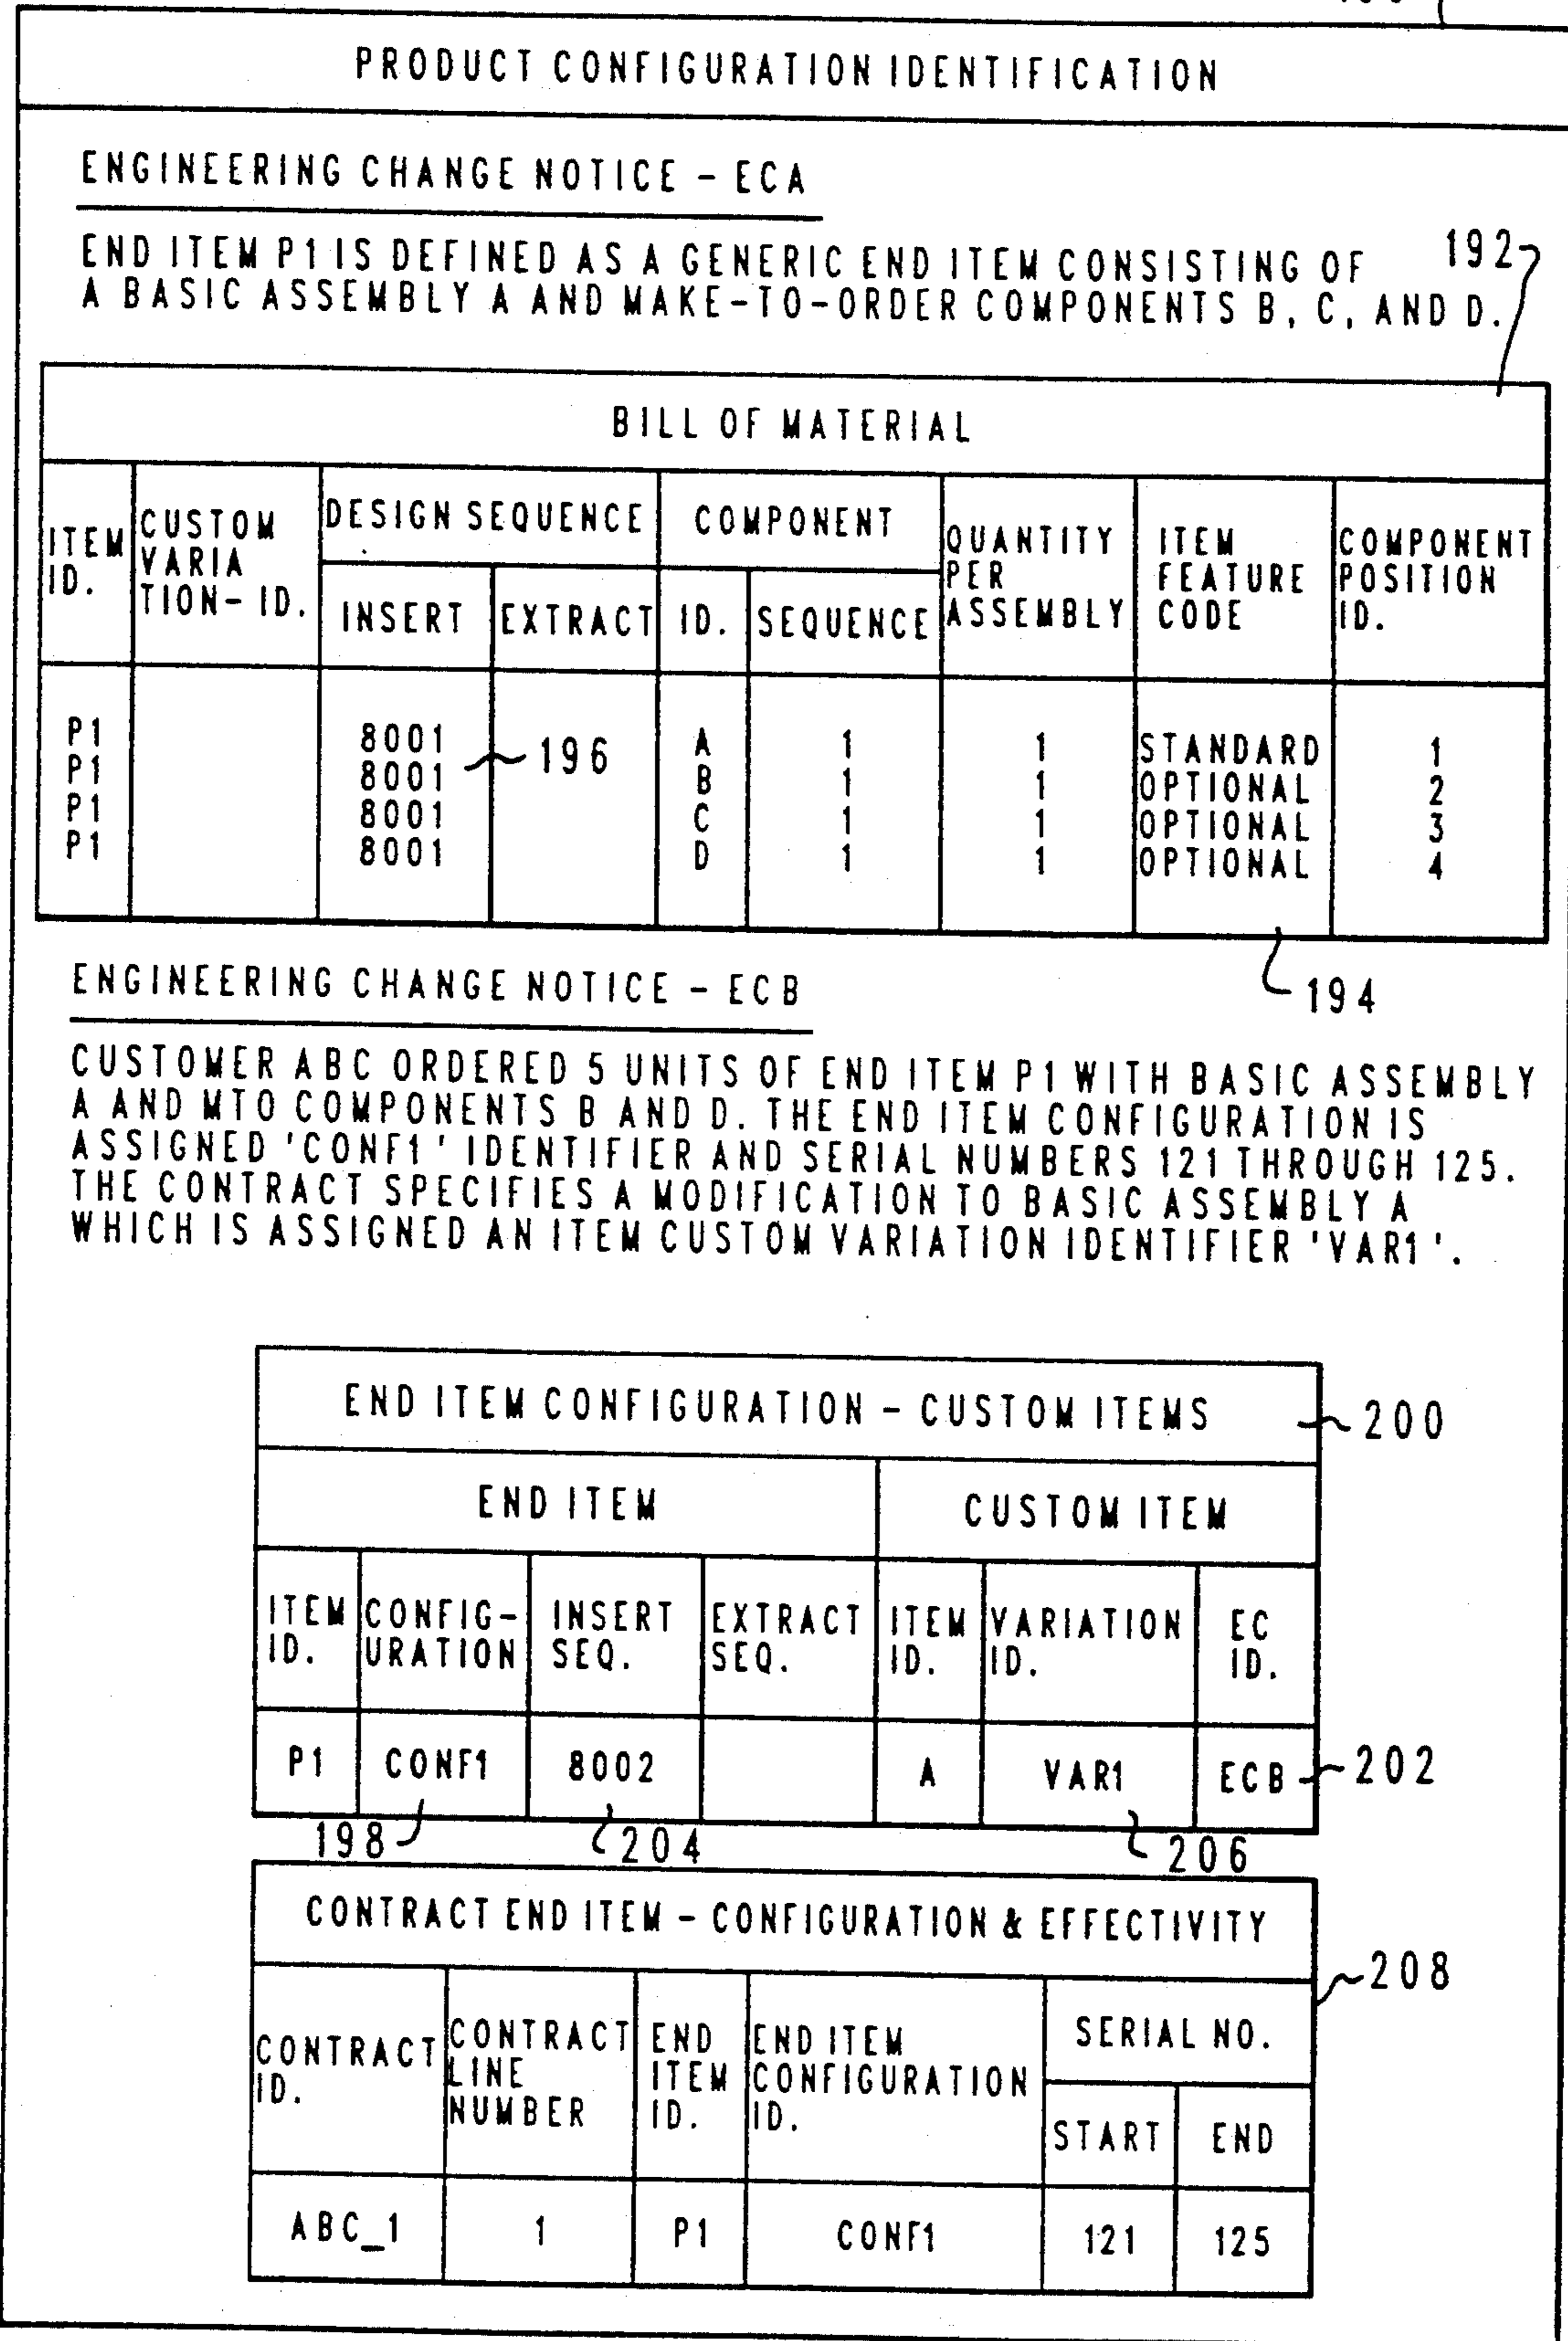 PRODUCT CONFIGURATION IDENTIFICATION
ENGINEERING CHANGE NOTICE - ECA
END ITEM P1 IS DEFINED AS A GENERIC END ITEM CONSISTING OF
A BASIC ASSEMBLY A AND MAKE-TO-ORDER COMPONENTS B, C, AND D.
192
BILL OF MATERIAL
ITEM ID.
CUSTOM VARIA TION- ID.
DESIGN SEQUENCE
INSERT EXTRACT
COMPONENT
ID. SEQUENCE
QUANTITY PER ASSEMBLY
ITEM FEATURE CODE
COMPONENT POSITION ID.
P1 8001 A 1 1 STANDARD 1
P1 8001 B 1 1 OPTIONAL 2
P1 8001 C 1 1 OPTIONAL 3
P1 8001 D 1 1 OPTIONAL 4
196
194
ENGINEERING CHANGE NOTICE - ECB
CUSTOMER ABC ORDERED 5 UNITS OF END ITEM P1 WITH BASIC ASSEMBLY
A AND MTO COMPONENTS B AND D. THE END ITEM CONFIGURATION IS
ASSIGNED 'CONF1' IDENTIFIER AND SERIAL NUMBERS 121 THROUGH 125.
THE CONTRACT SPECIFIES A MODIFICATION TO BASIC ASSEMBLY A
WHICH IS ASSIGNED AN ITEM CUSTOM VARIATION IDENTIFIER 'VAR1'.
END ITEM CONFIGURATION - CUSTOM ITEMS
200
END ITEM CUSTOM ITEM
ITEM ID.
CONFIG- URATION
INSERT SEQ.
EXTRACT SEQ.
ITEM ID.
VARIATION ID.
EC ID.
P1 CONF1 8002 A VAR1 ECB
202
198 204 206
CONTRACT END ITEM - CONFIGURATION & EFFECTIVITY
208
CONTRACT ID.
CONTRACT LINE NUMBER
END ITEM ID.
END ITEM CONFIGURATION ID.
SERIAL NO.
START END
ABC_1 1 P1 CONF1 121 125